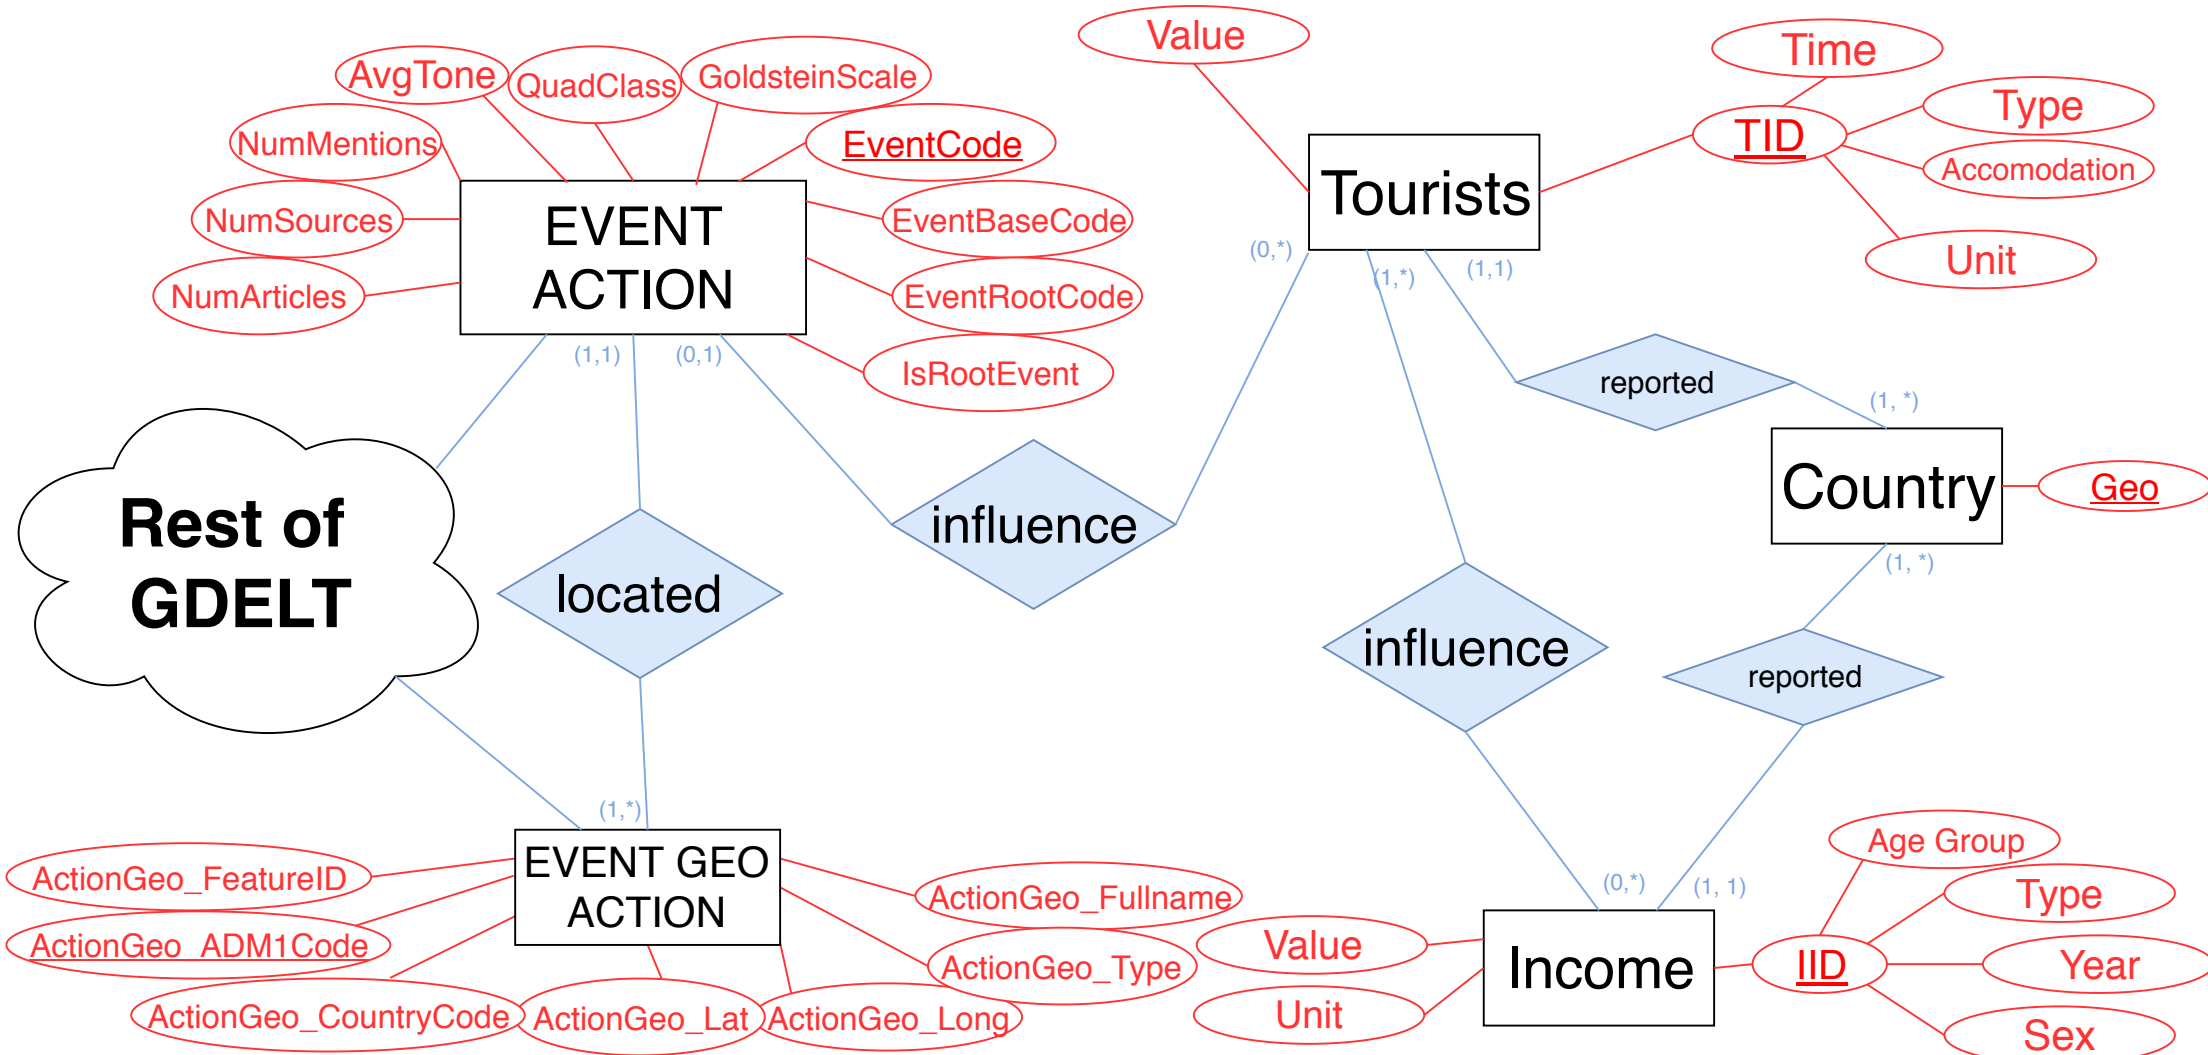 Value
Time
AvgTone
QuadClass
GoldsteinScale
Type
NumMentions
EventCode
TID
Accomodation
NumSources
EVENT
ACTION
EventBaseCode
Tourists
Unit
NumArticles
EventRootCode
(0,*)
(1,*)
(1,1)
(1,1)
(0,1)
IsRootEvent
reported
(1, *)
Rest of
GDELT
located
influence
Country
Geo
(1, *)
influence
reported
(1,*)
EVENT GEO
ACTION
ActionGeo_FeatureID
ActionGeo_ADM1Code
ActionGeo_CountryCode
ActionGeo_Lat
ActionGeo_Long
ActionGeo_Type
ActionGeo_Fullname
(0,*)
(1, 1)
Value
Unit
Income
IID
Age Group
Type
Year
Sex